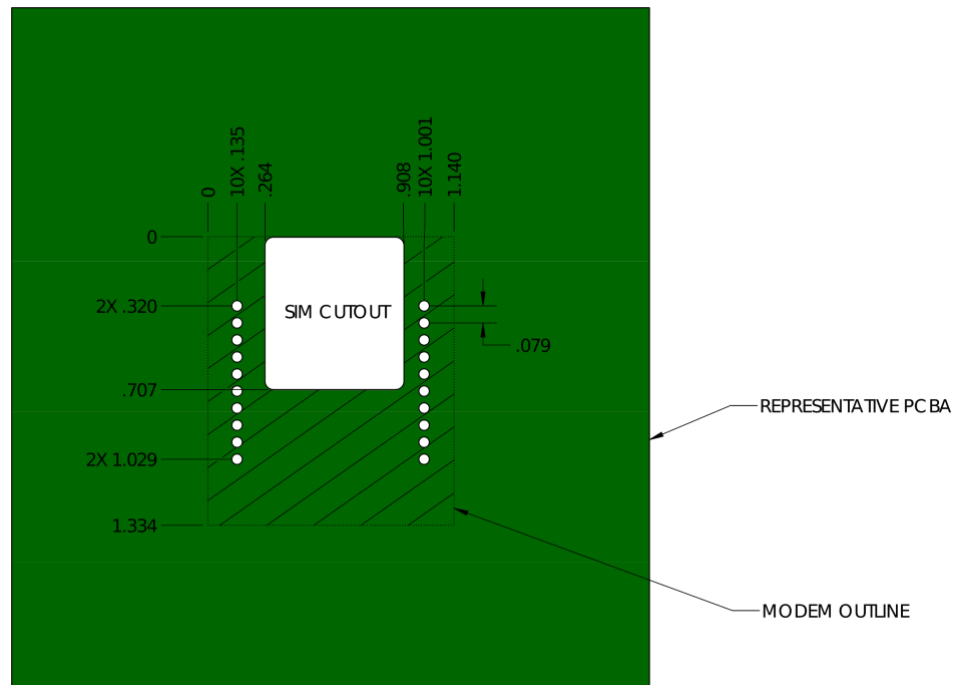 0
10X .135
.264
.908
10X 1.001
1.140
0
2X .320
SIM CUTOUT
.079
.707
REPRESENTATIVE PCBA
2X 1.029
1.334
MODEM OUTLINE